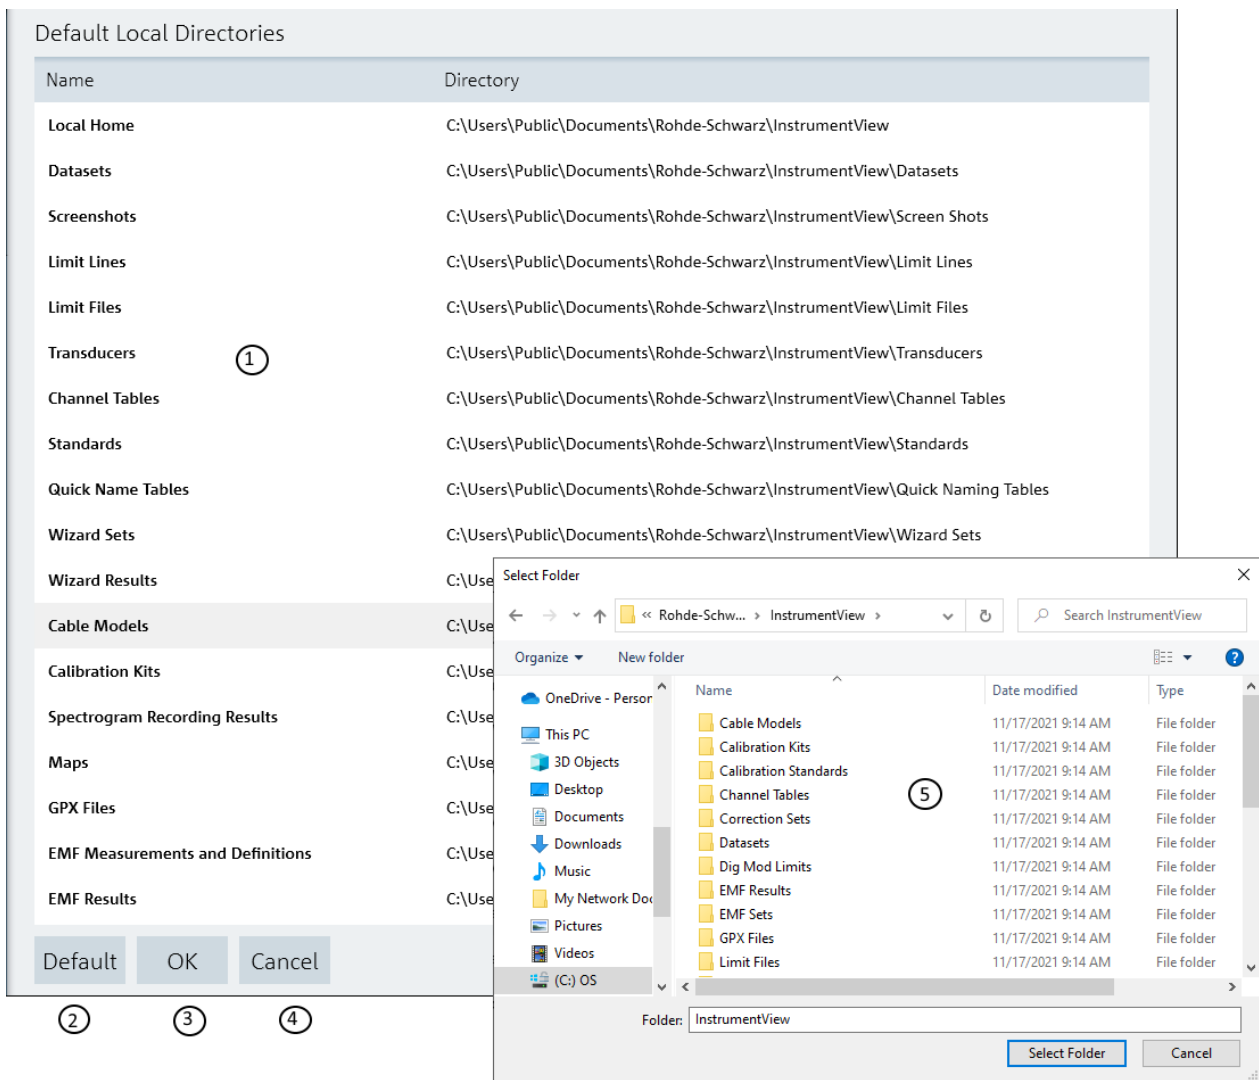 Default Local Directories
Name Directory
Local Home C:\Users\Public\Documents\Rohde-Schwarz\InstrumentView
Datasets C:\Users\Public\Documents\Rohde-Schwarz\InstrumentView\Datasets
Screenshots C:\Users\Public\Documents\Rohde-Schwarz\InstrumentView\Screen Shots
Limit Lines C:\Users\Public\Documents\Rohde-Schwarz\InstrumentView\Limit Lines
Limit Files C:\Users\Public\Documents\Rohde-Schwarz\InstrumentView\Limit Files
Transducers 1 C:\Users\Public\Documents\Rohde-Schwarz\InstrumentView\Transducers
Channel Tables C:\Users\Public\Documents\Rohde-Schwarz\InstrumentView\Channel Tables
Standards C:\Users\Public\Documents\Rohde-Schwarz\InstrumentView\Standards
Quick Name Tables C:\Users\Public\Documents\Rohde-Schwarz\InstrumentView\Quick Naming Tables
Wizard Sets C:\Users\Public\Documents\Rohde-Schwarz\InstrumentView\Wizard Sets
Wizard Results C:\Use
Cable Models C:\Use
Calibration Kits C:\Use
Spectrogram Recording Results C:\Use
Maps C:\Use
GPX Files C:\Use
EMF Measurements and Definitions C:\Use
EMF Results C:\Use
Default OK Cancel
2 3 4
Select Folder
« Rohde-Schw... › InstrumentView › Search InstrumentView
Organize New folder ?
OneDrive - Person
This PC
3D Objects
Desktop
Documents
Downloads
Music
My Network Doc
Pictures
Videos
(C:) OS
Name Date modified Type
Cable Models 11/17/2021 9:14 AM File folder
Calibration Kits 11/17/2021 9:14 AM File folder
Calibration Standards 11/17/2021 9:14 AM File folder
Channel Tables 5 11/17/2021 9:14 AM File folder
Correction Sets 11/17/2021 9:14 AM File folder
Datasets 11/17/2021 9:14 AM File folder
Dig Mod Limits 11/17/2021 9:14 AM File folder
EMF Results 11/17/2021 9:14 AM File folder
EMF Sets 11/17/2021 9:14 AM File folder
GPX Files 11/17/2021 9:14 AM File folder
Limit Files 11/17/2021 9:14 AM File folder
Folder: InstrumentView
Select Folder Cancel